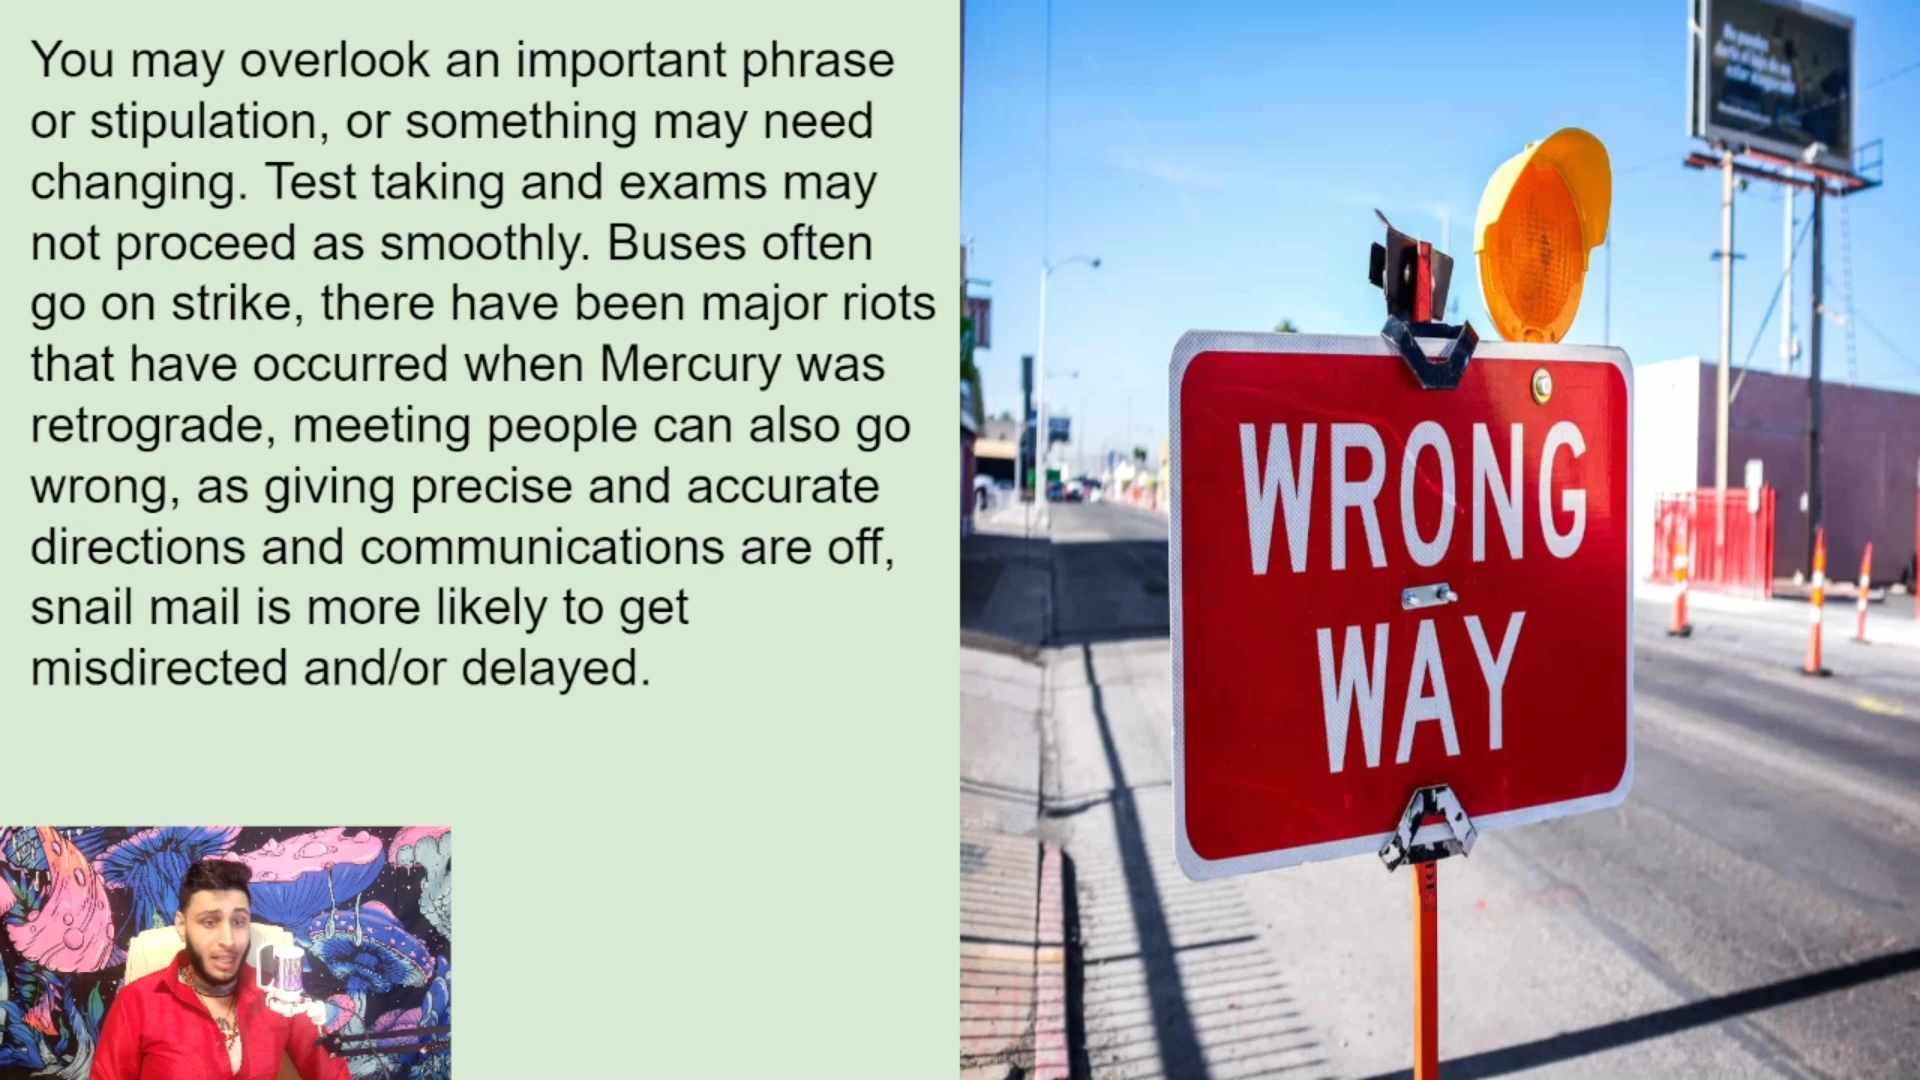 You may overlook an important phrase
or stipulation, or something may need
changing. Test taking and exams may
not proceed as smoothly. Buses often
go on strike, there have been major riots
that have occurred when Mercury was
retrograde, meeting people can also go
wrong, as giving precise and accurate
directions and communications are off,
snail mail is more likely to get
misdirected and/or delayed.
WRONG
WAY